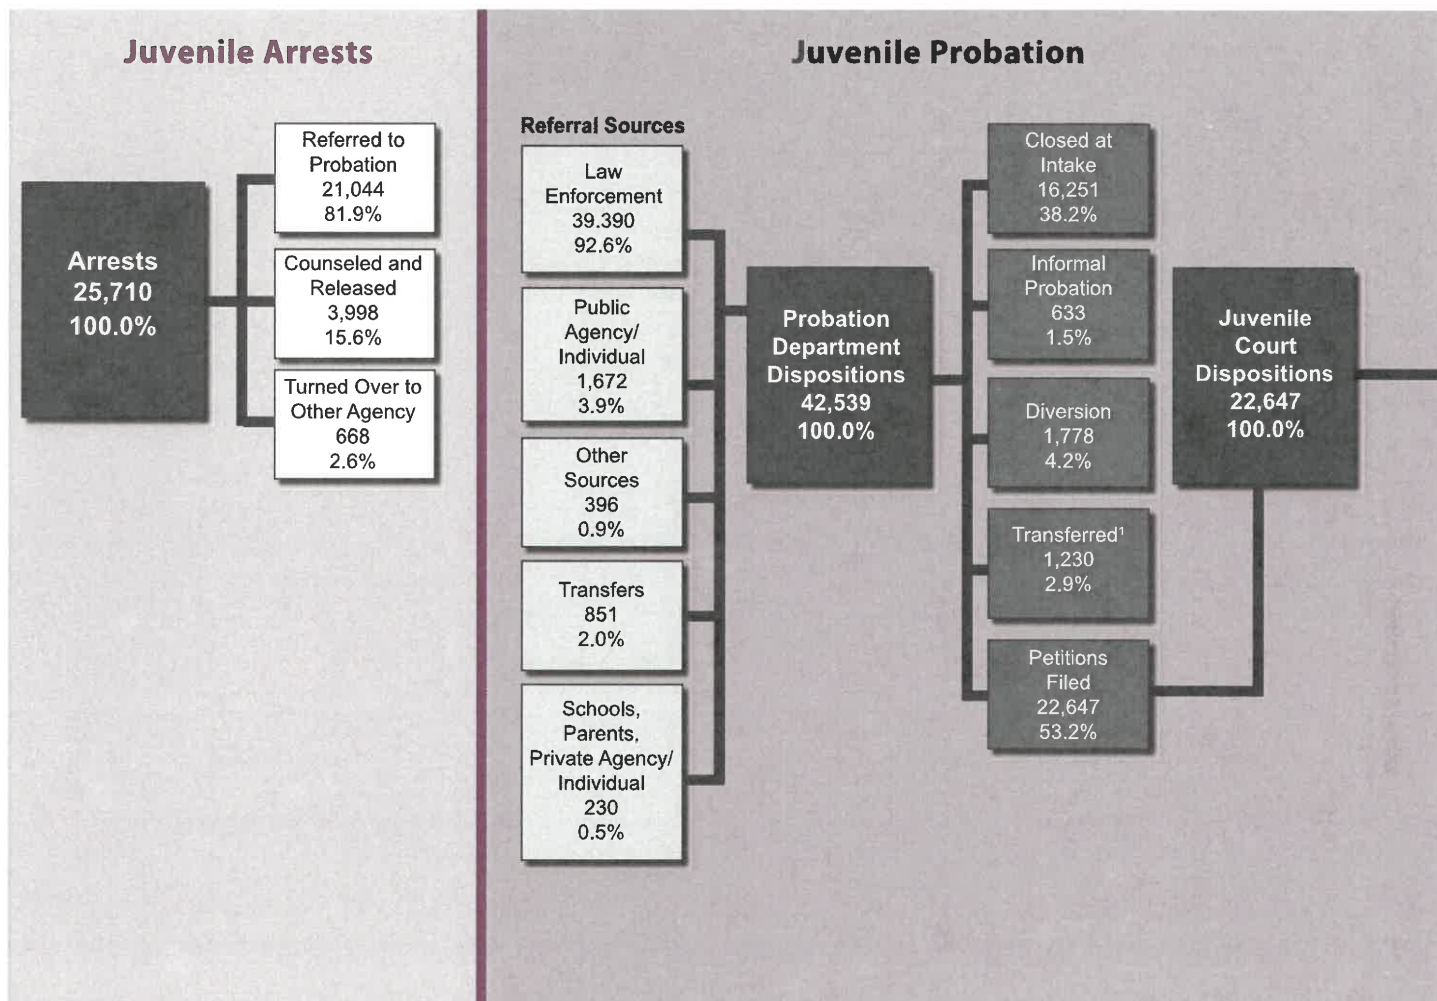 Juvenile Arrests
Arrests
25,710
100.0%
Referred to
Probation
21,044
81.9%
Counseled and
Released
3,998
15.6%
Turned Over to
Other Agency
668
2.6%
Juvenile Probation
Referral Sources
Law
Enforcement
39.390
92.6%
Public
Agency/
Individual
1,672
3.9%
Other
Sources
396
0.9%
Transfers
851
2.0%
Schools,
Parents,
Private Agency/
Individual
230
0.5%
Probation
Department
Dispositions
42,539
100.0%
Closed at
Intake
16,251
38.2%
Informal
Probation
633
1.5%
Diversion
1,778
4.2%
Transferred¹
1,230
2.9%
Petitions
Filed
22,647
53.2%
Juvenile
Court
Dispositions
22,647
100.0%